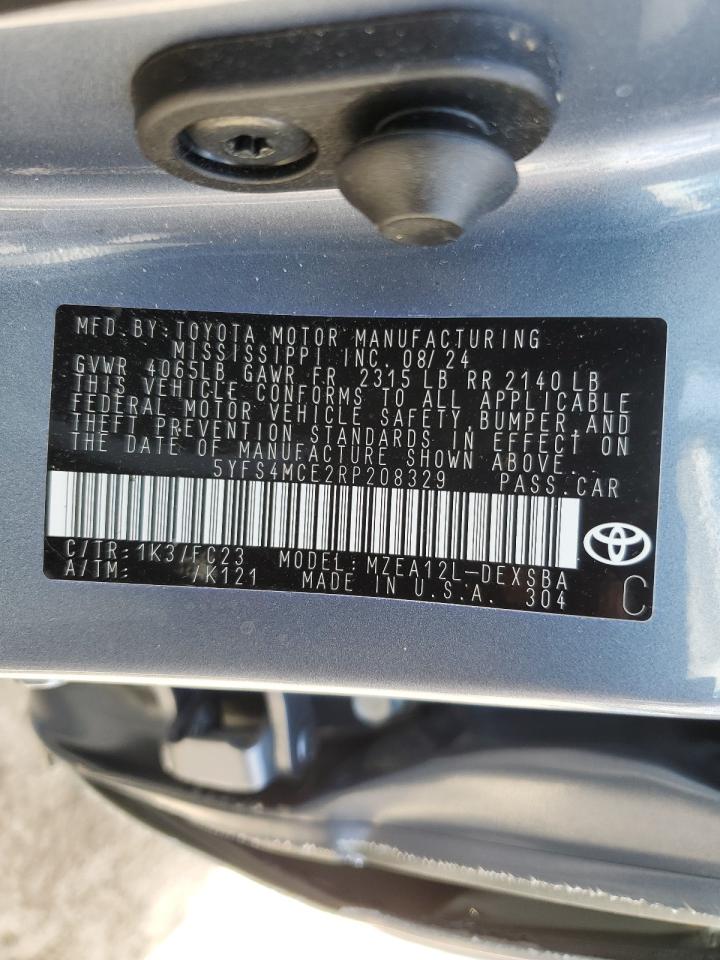 MFD. BY: TOYOTA MOTOR MANUFACTURING
MISSISSIPPI INC. 08/24
GVWR 4065LB GAWR FR 2315 LB RR 2140 LB
THIS VEHICLE CONFORMS TO ALL APPLICABLE
FEDERAL MOTOR VEHICLE SAFETY, BUMPER, AND
THEFT PREVENTION STANDARDS IN EFFECT ON
THE DATE OF MANUFACTURE SHOWN ABOVE.
5YFS4MCE2RP208329 PASS. CAR
C/TR: 1K3/FC23 MODEL: MZEA12L-DEXSBA
A/TM: /K121 MADE IN U.S.A. 304 C